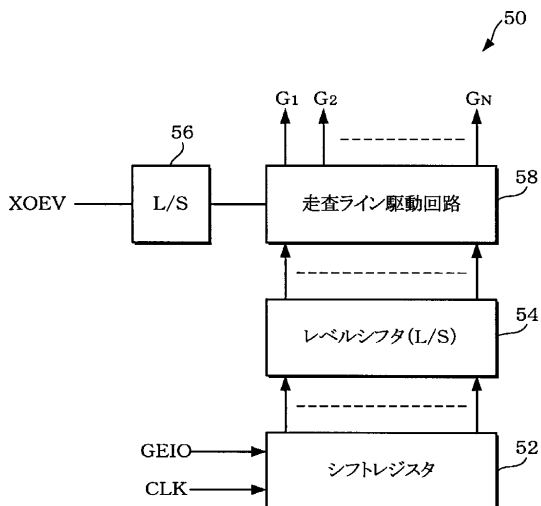 50
G1 G2 GN
56
XOEV L/S 走査ライン駆動回路 58
レベルシフタ(L/S) 54
GEIO
CLK
シフトレジスタ 52